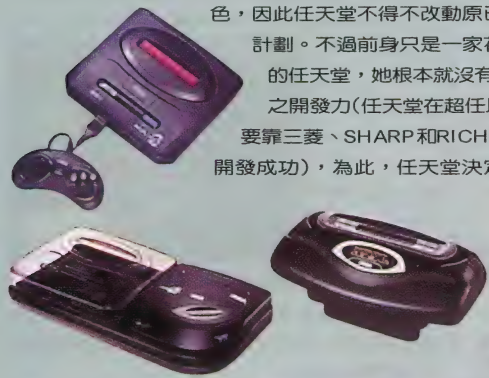 色，因此任天堂不得不改動原已
計劃。不過前身只是一家花
的任天堂，她根本就沒有
之開發力(任天堂在超任以
要靠三菱、SHARP和RICH
開發成功)，為此，任天堂決定